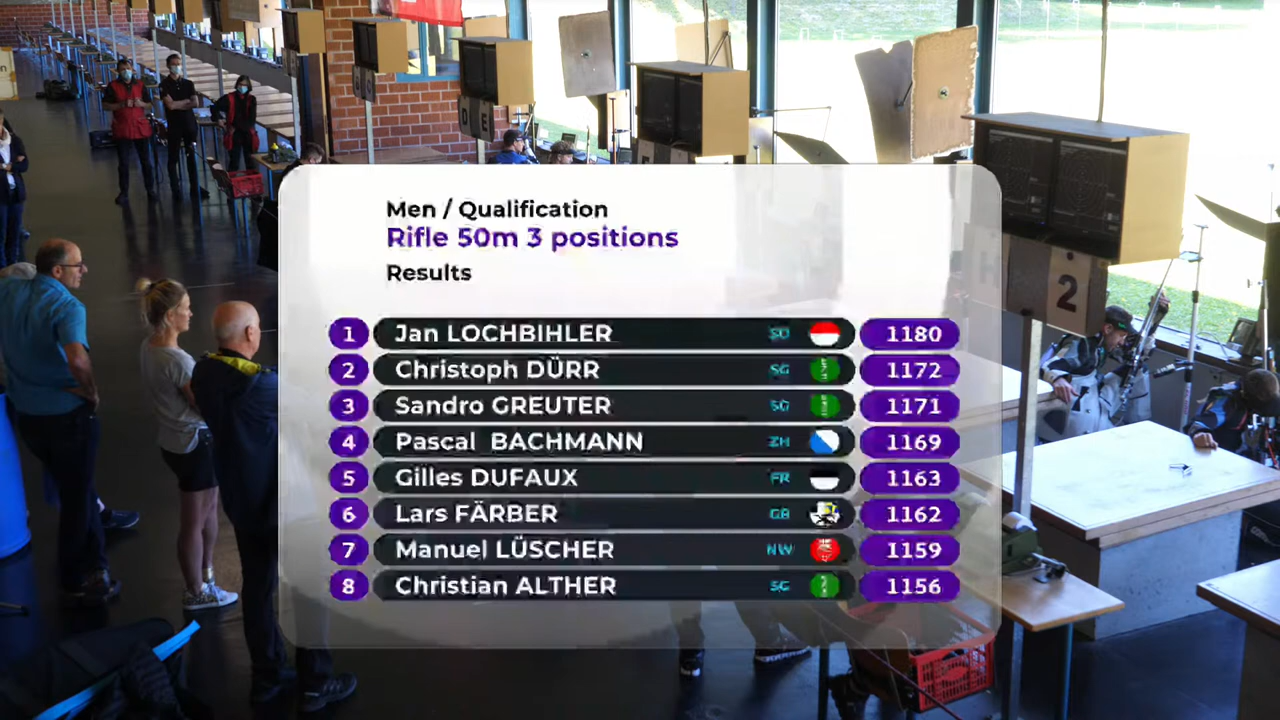 Men / Qualification
Rifle 50m 3 positions
Results
1 Jan LOCHBIHLER SO 1180
2 Christoph DÜRR SG 1172
3 Sandro GREUTER SG 1171
4 Pascal BACHMANN ZH 1169
5 Gilles DUFAUX FR 1163
6 Lars FÄRBER GR 1162
7 Manuel LÜSCHER NW 1159
8 Christian ALTHER SG 1156
D E
2